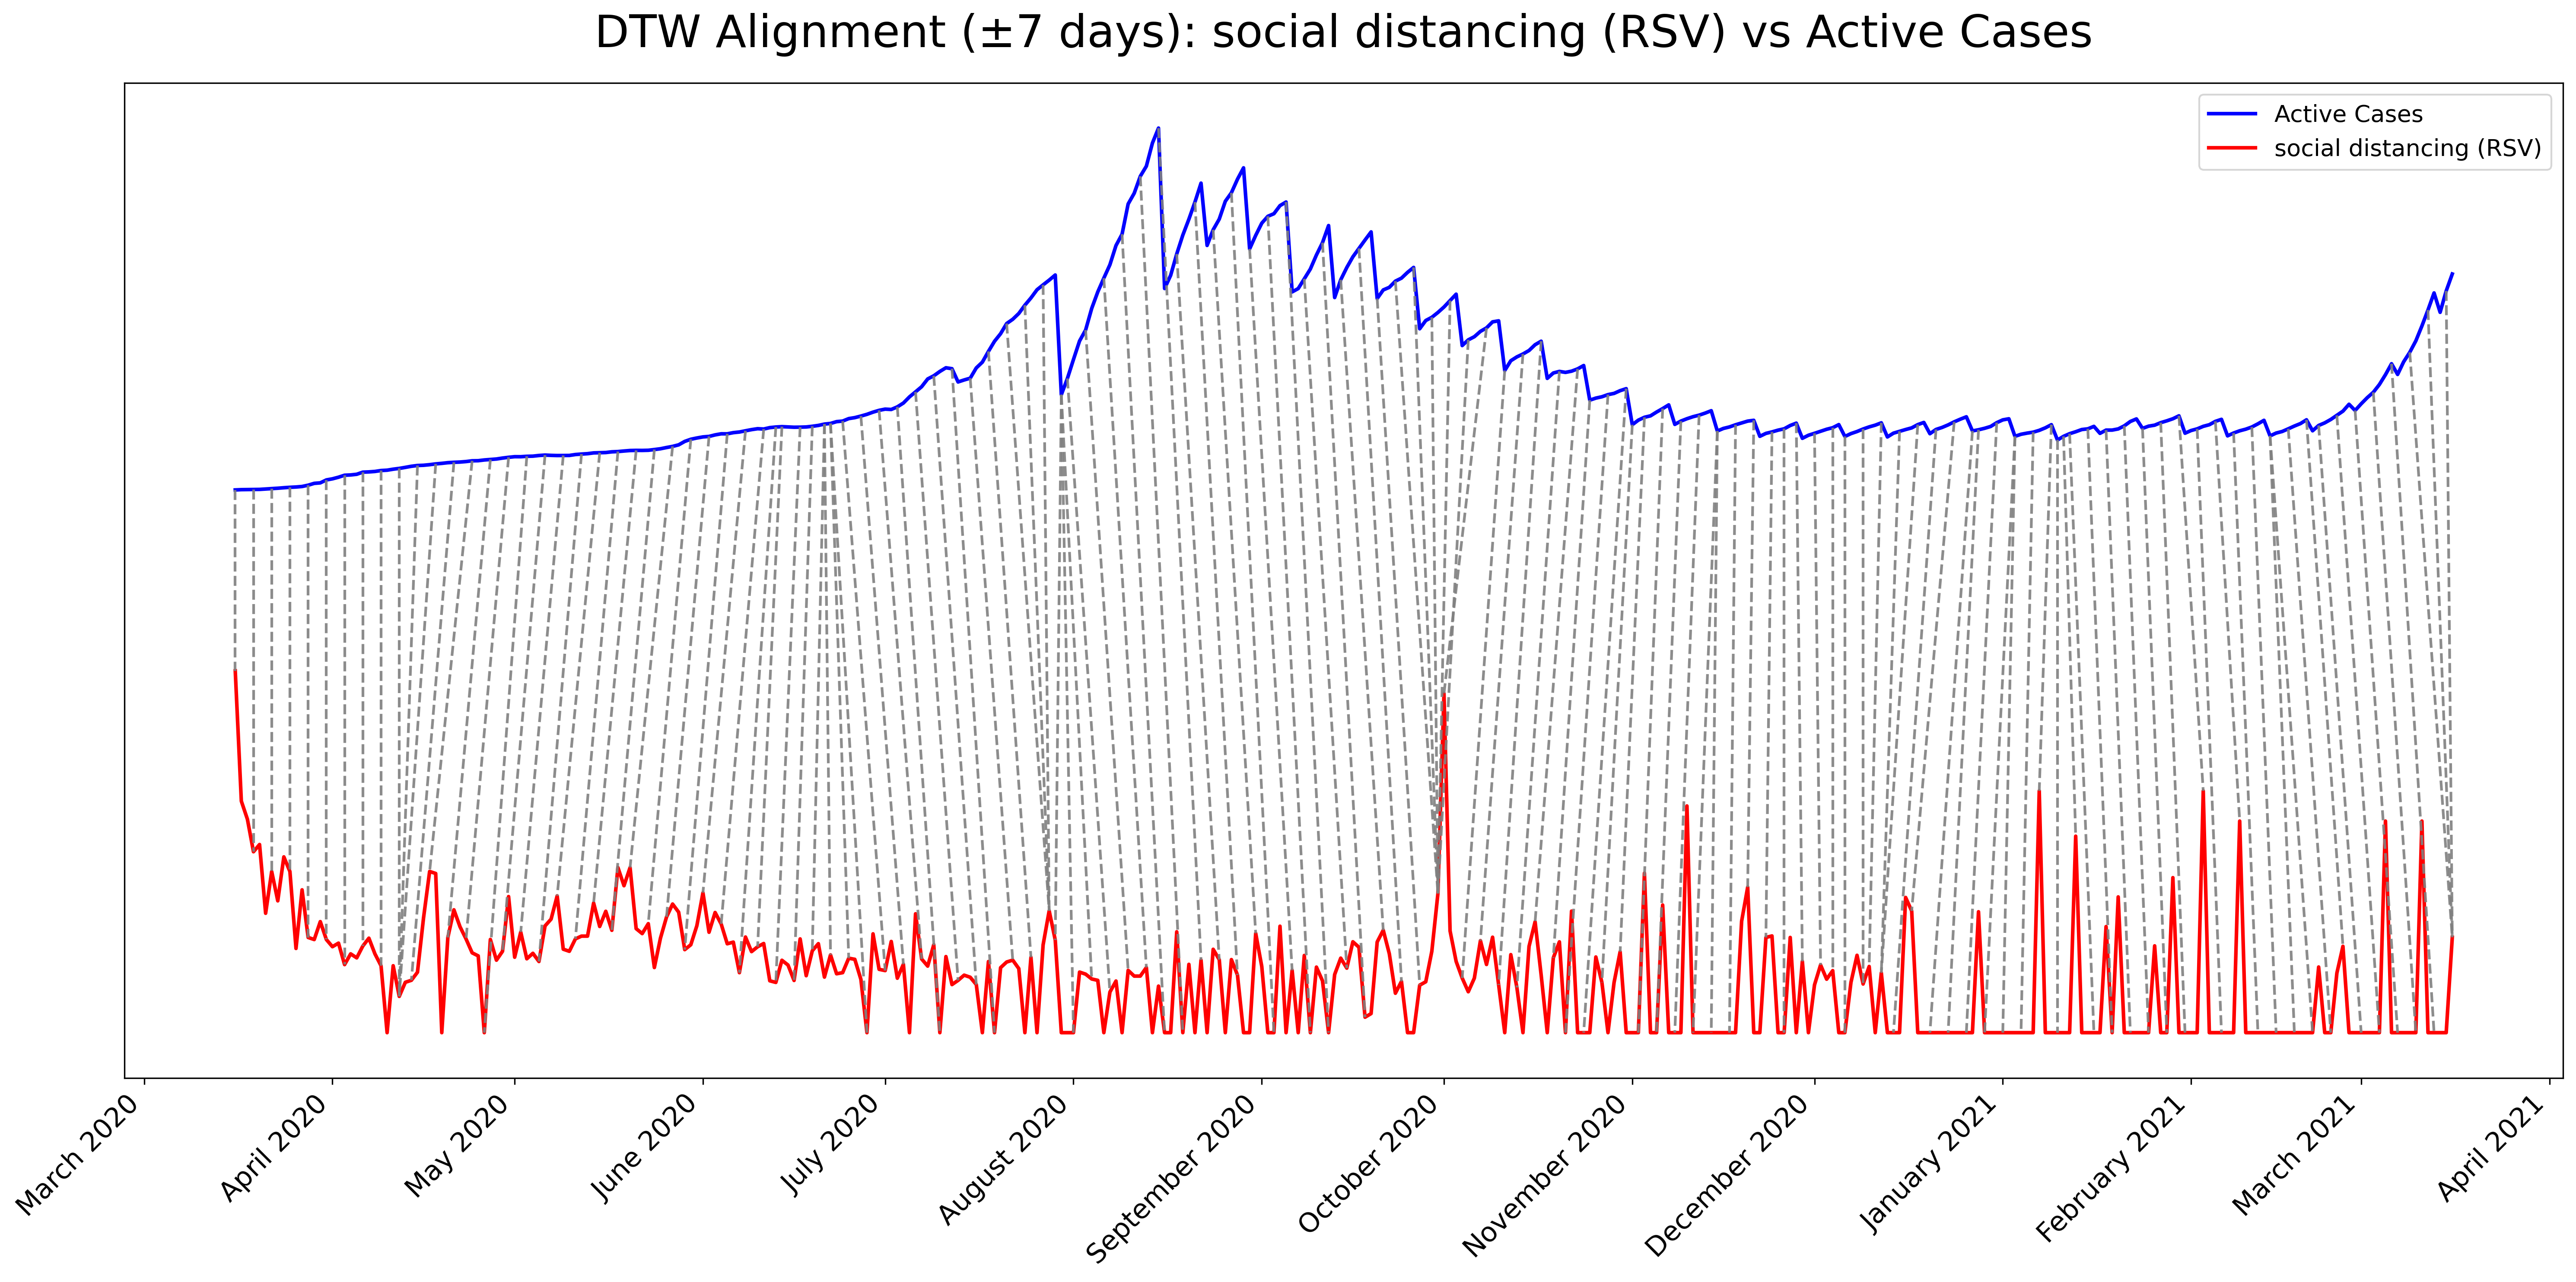 DTW Alignment (±7 days): social distancing (RSV) vs Active Cases
Active Cases
social distancing (RSV)
March 2020
April 2020
May 2020
June 2020
July 2020
August 2020
September 2020
October 2020
November 2020
December 2020
January 2021
February 2021
March 2021
April 2021